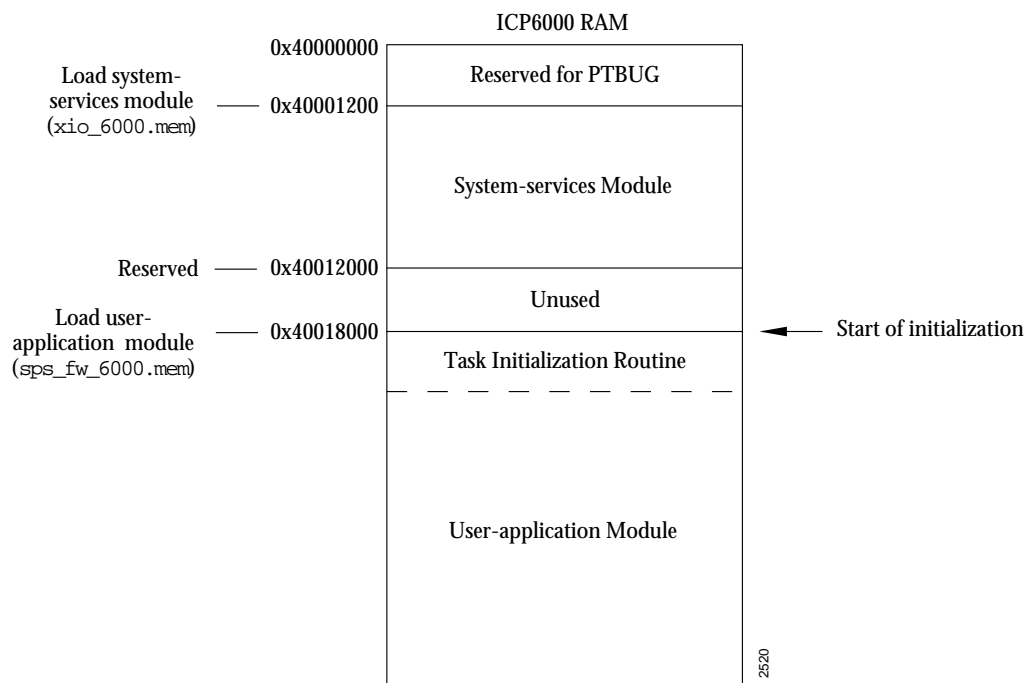 ICP6000 RAM
0x40000000
Reserved for PTBUG
Load system-
services module
(xio_6000.mem)
0x40001200
System-services Module
Reserved
0x40012000
Unused
Load user-
application module
(sps_fw_6000.mem)
0x40018000
Start of initialization
Task Initialization Routine
User-application Module
2520